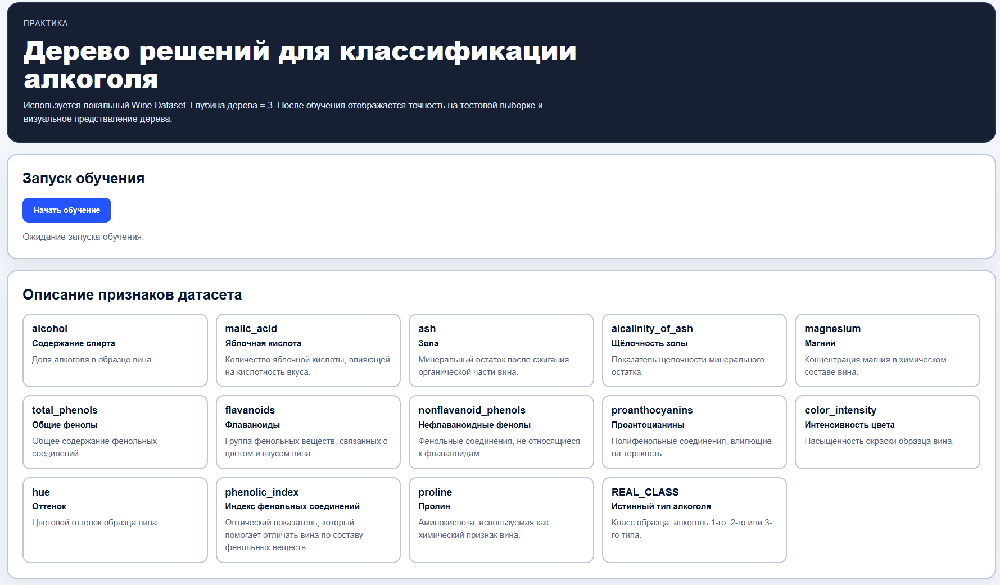 ПРАКТИКА
Дерево решений для классификации
алкоголя
Используется локальный Wine Dataset. Глубина дерева = 3. После обучения отображается точность на тестовой выборке и
визуальное представление дерева.
Запуск обучения
Начать обучение
Ожидание запуска обучения.
Описание признаков датасета
alcohol
Содержание спирта
Доля алкоголя в образце вина.
malic_acid
Яблочная кислота
Количество яблочной кислоты, влияющей
на кислотность вкуса.
ash
Зола
Минеральный остаток после сжигания
органической части вина.
alcalinity_of_ash
Щёлочность золы
Показатель щёлочности минерального
остатка.
magnesium
Магний
Концентрация магния в химическом
составе вина.
total_phenols
Общие фенолы
Общее содержание фенольных
соединений.
flavanoids
Флаваноиды
Группа фенольных веществ, связанных с
цветом и вкусом вина.
nonflavanoid_phenols
Нефлаваноидные фенолы
Фенольные соединения, не относящиеся
к флаваноидам.
proanthocyanins
Проантоцианины
Полифенольные соединения, влияющие
на терпкость.
color_intensity
Интенсивность цвета
Насыщенность окраски образца вина.
hue
Оттенок
Цветовой оттенок образца вина.
phenolic_index
Индекс фенольных соединений
Оптический показатель, который
помогает отличать вина по составу
фенольных веществ.
proline
Пролин
Аминокислота, используемая как
химический признак вина.
REAL_CLASS
Истинный тип алкоголя
Класс образца: алкоголь 1-го, 2-го или 3-
го типа.